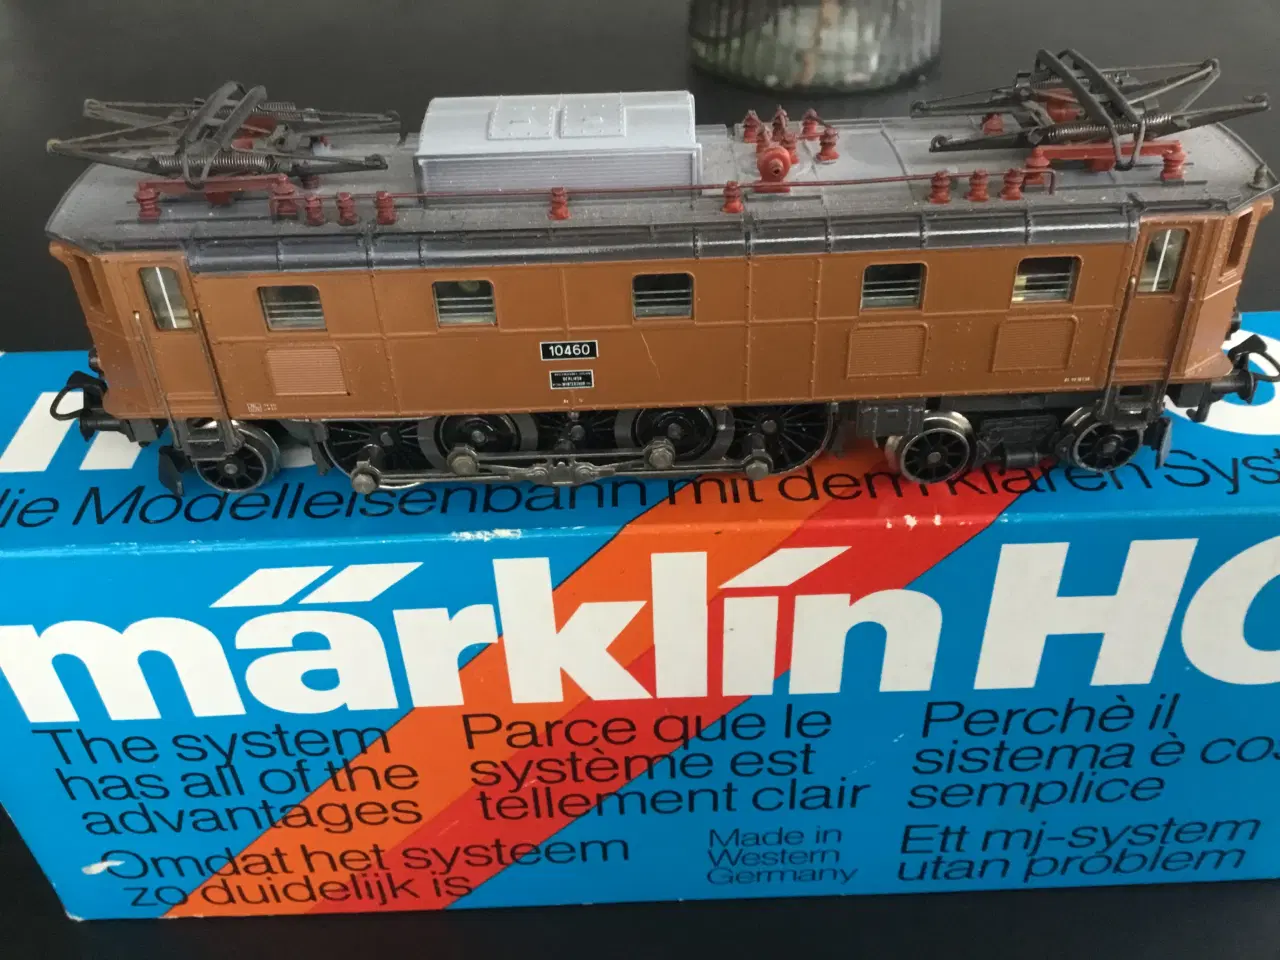 10460
die Modelleisenbahn mit dem klaren Syst
märklin HO
The system
has all of the
advantages
Parce que le
système est
tellement clair
Perchè il
sistema è cos
semplice
Omdat het systeem
zo duidelijk is
Made in
Western
Germany
Ett mj-system
utan problem